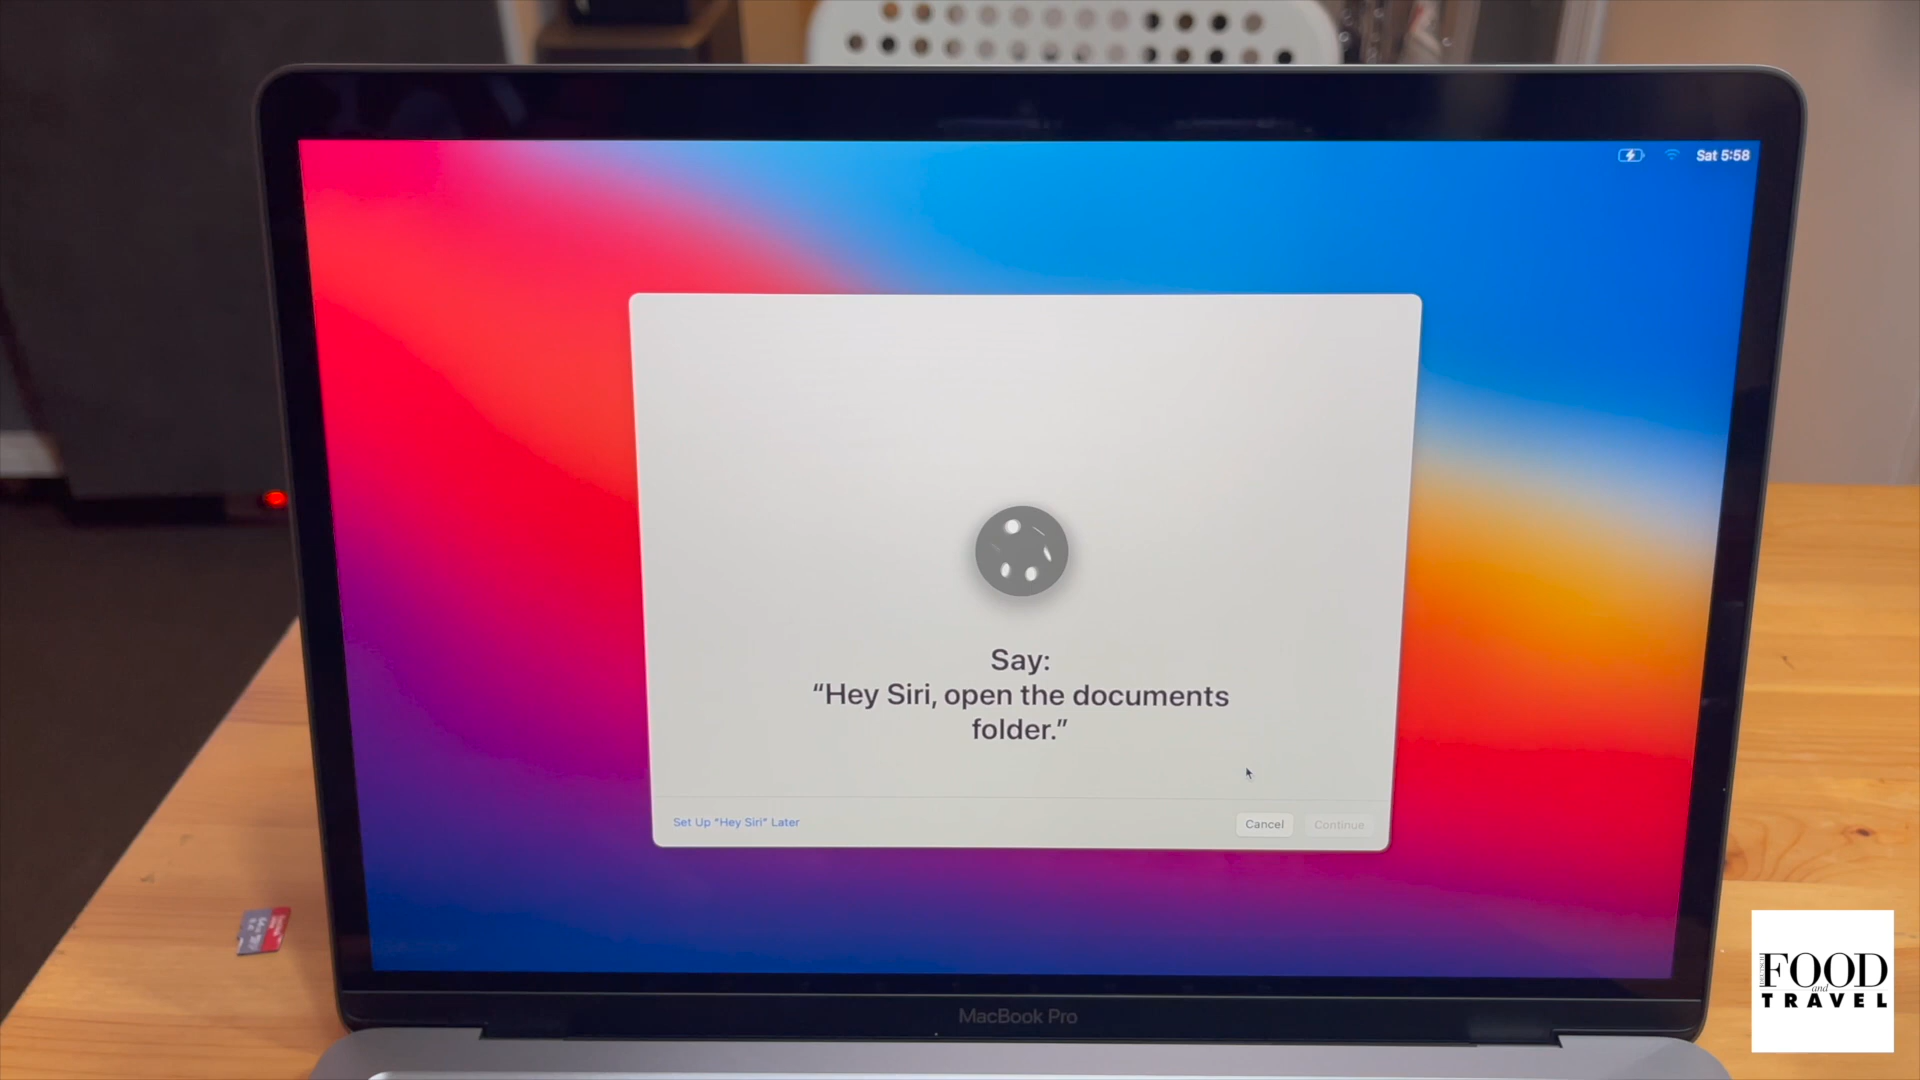 Sat 5:58
Say:
“Hey Siri, open the documents
folder.”
Set Up “Hey Siri” Later
Cancel
Continue
MacBook Pro
FOOD
and
TRAVEL